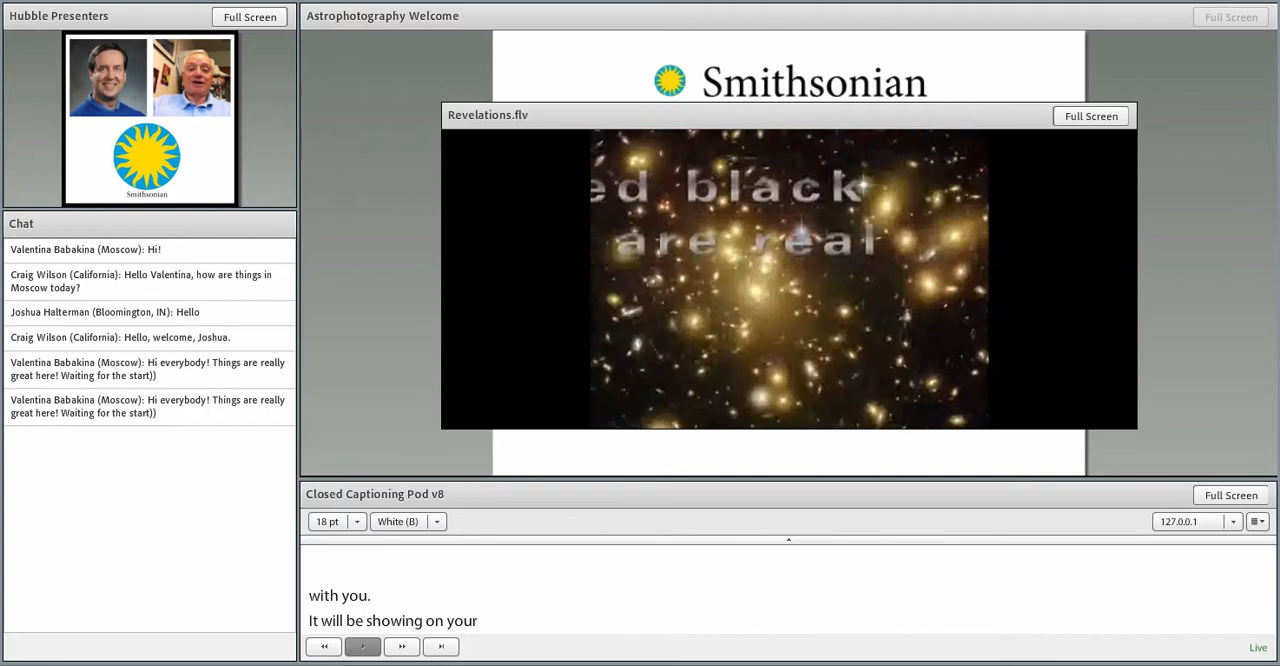 Hubble Presenters
Full Screen
Smithsonian
Chat
Valentina Babakina (Moscow): Hi!
Craig Wilson (California): Hello Valentina, how are things in
Moscow today?
Joshua Halterman (Bloomington, IN): Hello
Craig Wilson (California): Hello, welcome, Joshua.
Valentina Babakina (Moscow): Hi everybody! Things are really
great here! Waiting for the start))
Valentina Babakina (Moscow): Hi everybody! Things are really
great here! Waiting for the start))
Astrophotography Welcome
Full Screen
Smithsonian
Revelations.flv
Full Screen
ed black
are real
Closed Captioning Pod v8
Full Screen
18 pt
White (B)
127.0.0.1
with you.
It will be showing on your
Live